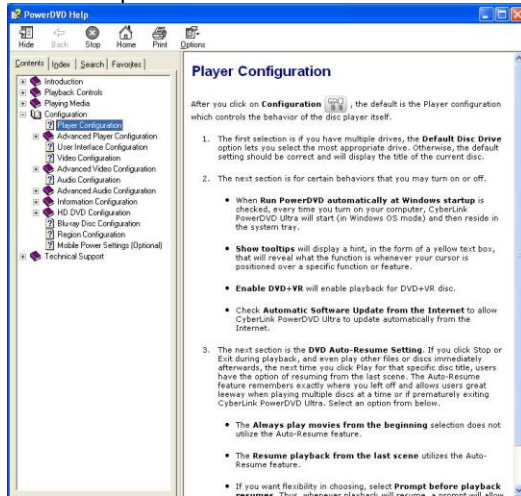 PowerDVD Help
Hide Back Stop Home Print Options
Contents Index Search Favorites
Introduction
Playback Controls
Playing Media
Configuration
Player Configuration
Advanced Player Configuration
User Interface Configuration
Video Configuration
Advanced Video Configuration
Audio Configuration
Advanced Audio Configuration
Information Configuration
HD DVD Configuration
Blu-ray Disc Configuration
Region Configuration
Mobile Power Settings (Optional)
Technical Support
Player Configuration
After you click on Configuration , the default is the Player configuration
which controls the behavior of the disc player itself.
1. The first selection is if you have multiple drives, the Default Disc Drive
option lets you select the most appropriate drive. Otherwise, the default
setting should be correct and will display the title of the current disc.
2. The next section is for certain behaviors that you may turn on or off.
• When Run PowerDVD automatically at Windows startup is
checked, every time you turn on your computer, CyberLink
PowerDVD Ultra will start (in Windows OS mode) and then reside in
the system tray.
• Show tooltips will display a hint, in the form of a yellow text box,
that will reveal what the function is whenever your cursor is
positioned over a specific function or feature.
• Enable DVD+VR will enable playback for DVD+VR disc.
• Check Automatic Software Update from the Internet to allow
CyberLink PowerDVD Ultra to update automatically from the
Internet.
3. The next section is the DVD Auto-Resume Setting. If you click Stop or
Exit during playback, and even play other files or discs immediately
afterwards, the next time you click Play for that specific disc title, users
have the option of resuming from the last scene. The Auto-Resume
feature remembers exactly where you left off and allows users great
leeway when playing multiple discs at a time or if prematurely exiting
CyberLink PowerDVD Ultra. Select an option from below.
• The Always play movies from the beginning selection does not
utilize the Auto-Resume feature.
• The Resume playback from the last scene utilizes the Auto-
Resume feature.
• If you want flexibility in choosing, select Prompt before playback
resumes. Thus, whenever playback will resume, a prompt will allow